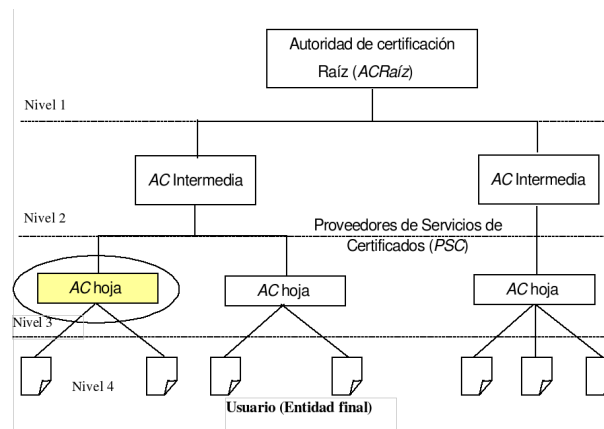 Autoridad de certificación
Raíz (ACRaíz)
Nivel 1
AC Intermedia
AC Intermedia
Nivel 2
Proveedores de Servicios de
Certificados (PSC)
AC hoja
AC hoja
AC hoja
Nivel 3
Nivel 4
Usuario (Entidad final)